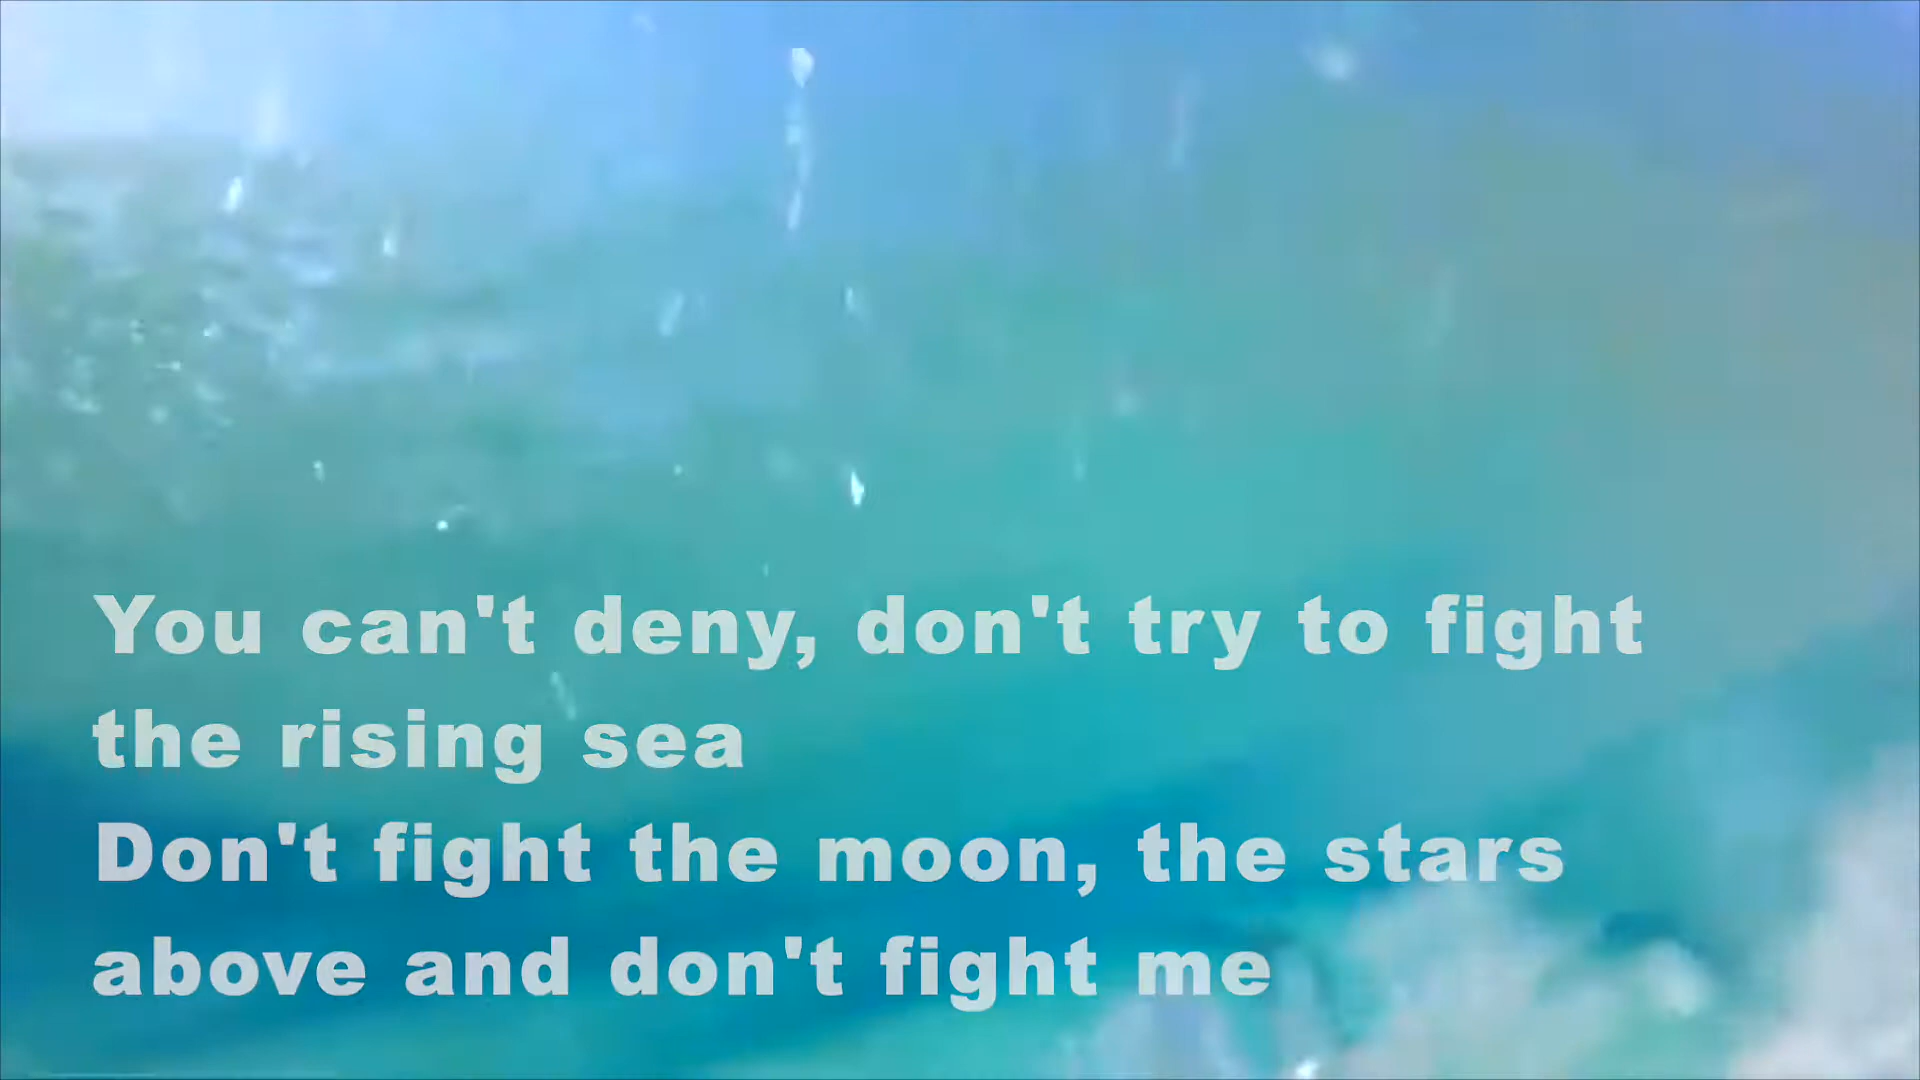 You can't deny, don't try to fight
the rising sea
Don't fight the moon, the stars
above and don't fight me